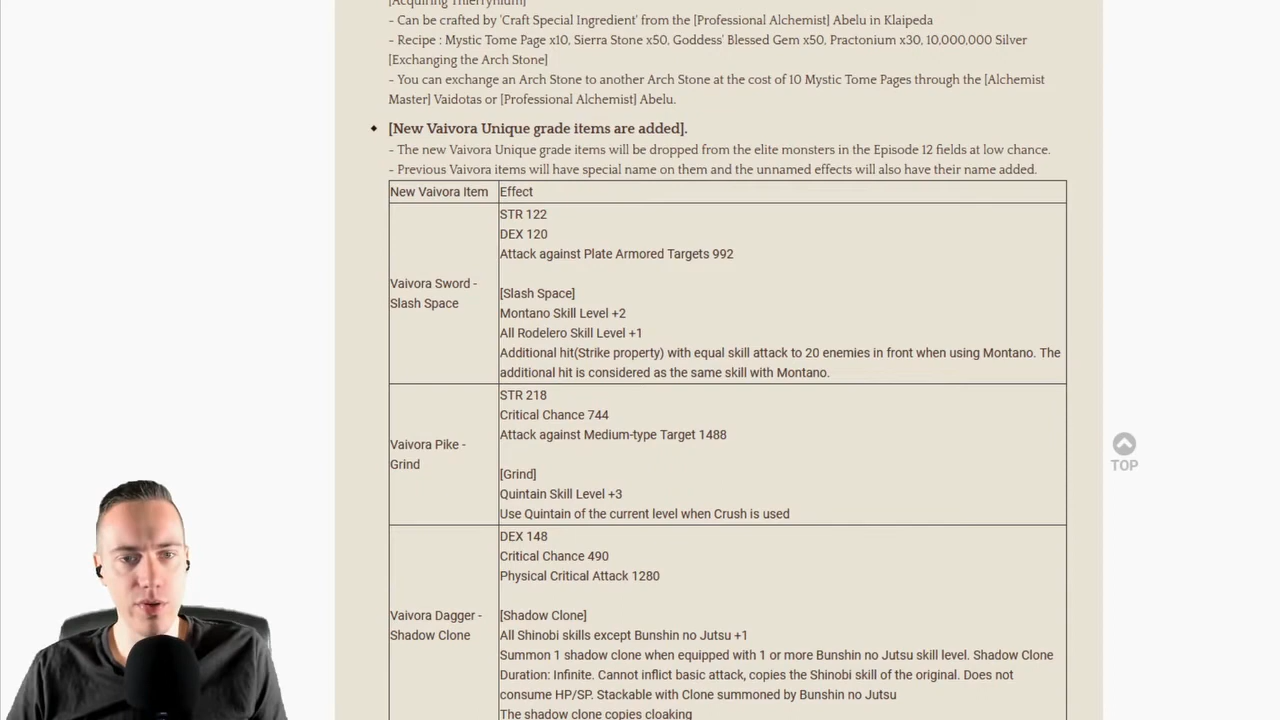 [Acquiring Thierrynium]
- Can be crafted by 'Craft Special Ingredient' from the [Professional Alchemist] Abelu in Klaipeda
- Recipe : Mystic Tome Page x10, Sierra Stone x50, Goddess' Blessed Gem x50, Practonium x30, 10,000,000 Silver
[Exchanging the Arch Stone]
- You can exchange an Arch Stone to another Arch Stone at the cost of 10 Mystic Tome Pages through the [Alchemist
Master] Vaidotas or [Professional Alchemist] Abelu.
[New Vaivora Unique grade items are added].
- The new Vaivora Unique grade items will be dropped from the elite monsters in the Episode 12 fields at low chance.
- Previous Vaivora items will have special name on them and the unnamed effects will also have their name added.
New Vaivora Item Effect
Vaivora Sword -
Slash Space
STR 122
DEX 120
Attack against Plate Armored Targets 992
[Slash Space]
Montano Skill Level +2
All Rodelero Skill Level +1
Additional hit(Strike property) with equal skill attack to 20 enemies in front when using Montano. The
additional hit is considered as the same skill with Montano.
Vaivora Pike -
Grind
STR 218
Critical Chance 744
Attack against Medium-type Target 1488
[Grind]
Quintain Skill Level +3
Use Quintain of the current level when Crush is used
Vaivora Dagger -
Shadow Clone
DEX 148
Critical Chance 490
Physical Critical Attack 1280
[Shadow Clone]
All Shinobi skills except Bunshin no Jutsu +1
Summon 1 shadow clone when equipped with 1 or more Bunshin no Jutsu skill level. Shadow Clone
Duration: Infinite. Cannot inflict basic attack, copies the Shinobi skill of the original. Does not
consume HP/SP. Stackable with Clone summoned by Bunshin no Jutsu
The shadow clone copies cloaking
TOP